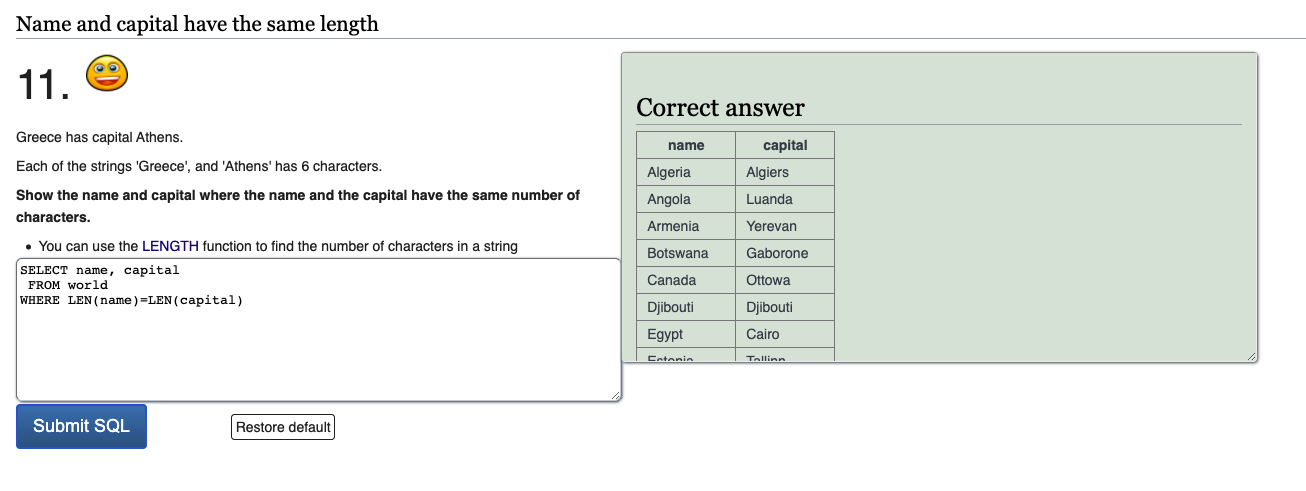 Name and capital have the same length
11.
Greece has capital Athens.
Each of the strings 'Greece', and 'Athens' has 6 characters.
Show the name and capital where the name and the capital have the same number of
characters.
• You can use the LENGTH function to find the number of characters in a string
SELECT name, capital
FROM world
WHERE LEN(name)=LEN(capital)
Submit SQL
Restore default
Correct answer
name capital
Algeria Algiers
Angola Luanda
Armenia Yerevan
Botswana Gaborone
Canada Ottowa
Djibouti Djibouti
Egypt Cairo
Estonia Tallinn